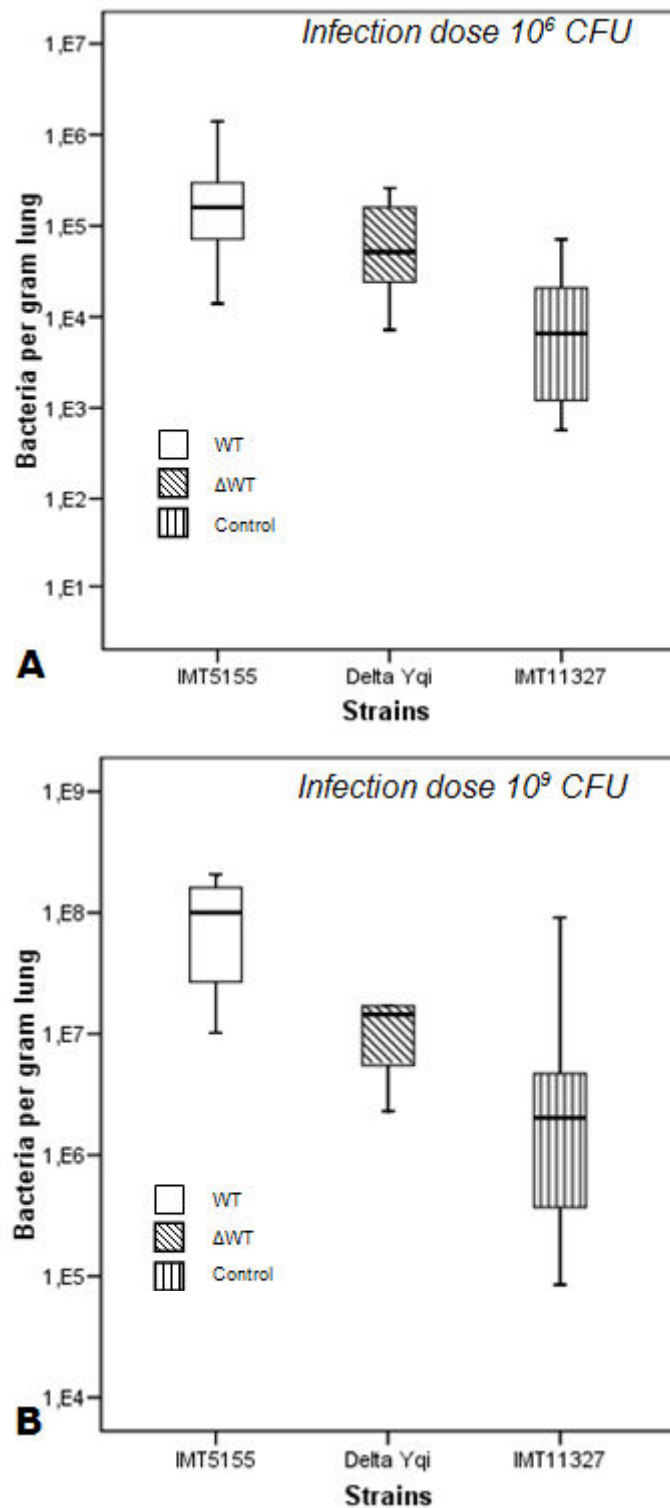 Infection dose 10⁶ CFU
1,E7
1,E6
1,E5
1,E4
1,E3
1,E2
1,E1
Bacteria per gram lung
WT
ΔWT
Control
A
IMT5155 Delta Yqi IMT11327
Strains
Infection dose 10⁹ CFU
1,E9
1,E8
1,E7
1,E6
1,E5
1,E4
Bacteria per gram lung
WT
ΔWT
Control
B
IMT5155 Delta Yqi IMT11327
Strains